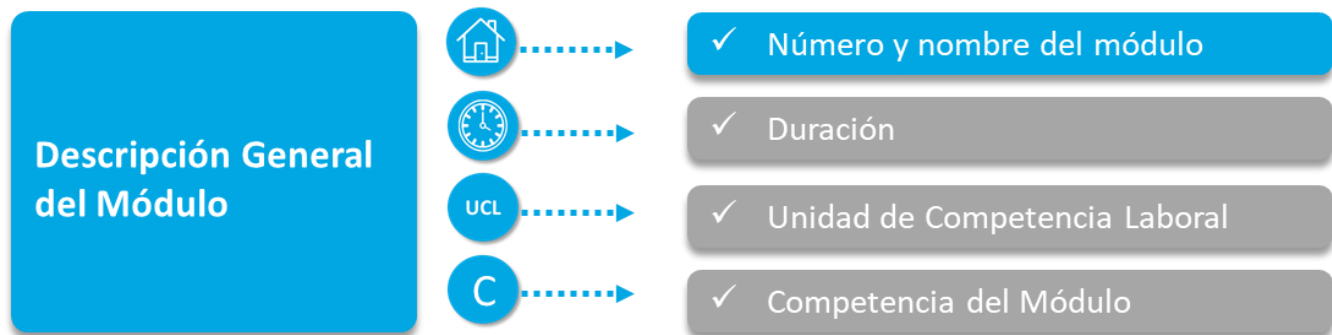 Descripción General
del Módulo
✓ Número y nombre del módulo
✓ Duración
UCL
✓ Unidad de Competencia Laboral
C
✓ Competencia del Módulo